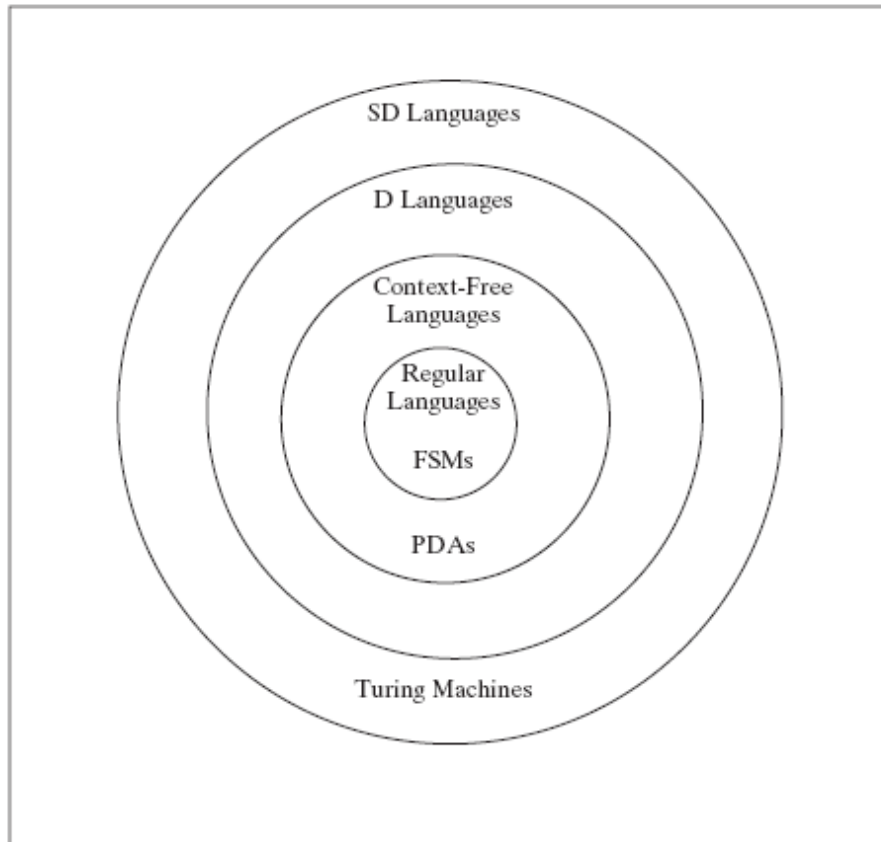 SD Languages
D Languages
Context-Free
Languages
Regular
Languages
FSMs
PDAs
Turing Machines